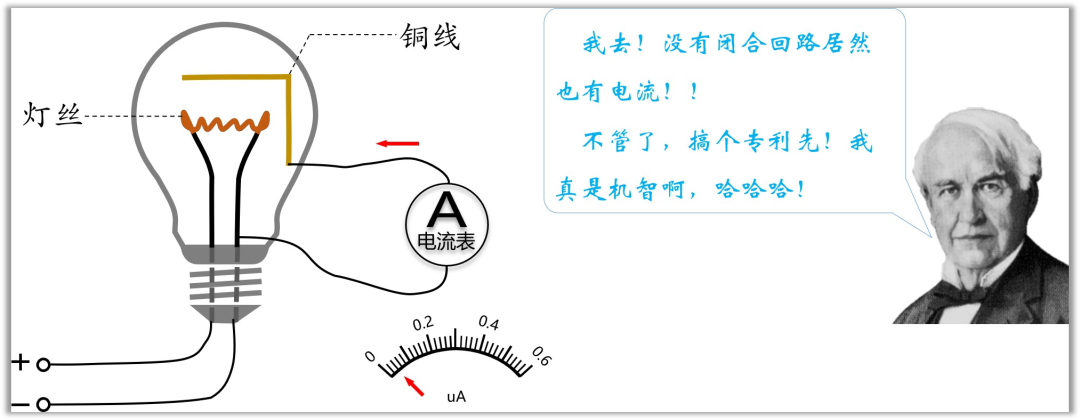 铜线
灯丝
A
电流表
+
−
0
0.2
0.4
0.6
uA
我去！没有闭合回路居然
也有电流！！
不管了，搞个专利先！我
真是机智啊，哈哈哈！